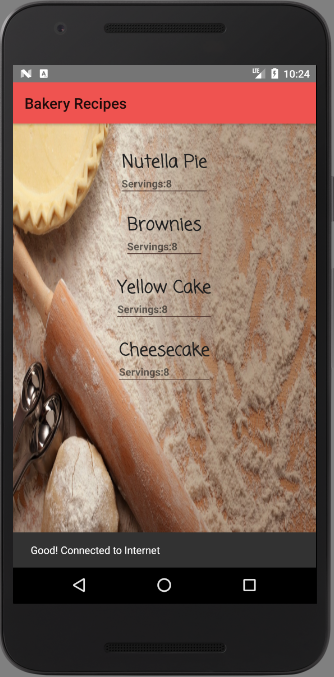 LTE 10:24
Bakery Recipes
Nutella Pie
Servings:8
Brownies
Servings:8
Yellow Cake
Servings:8
Cheesecake
Servings:8
Good! Connected to Internet